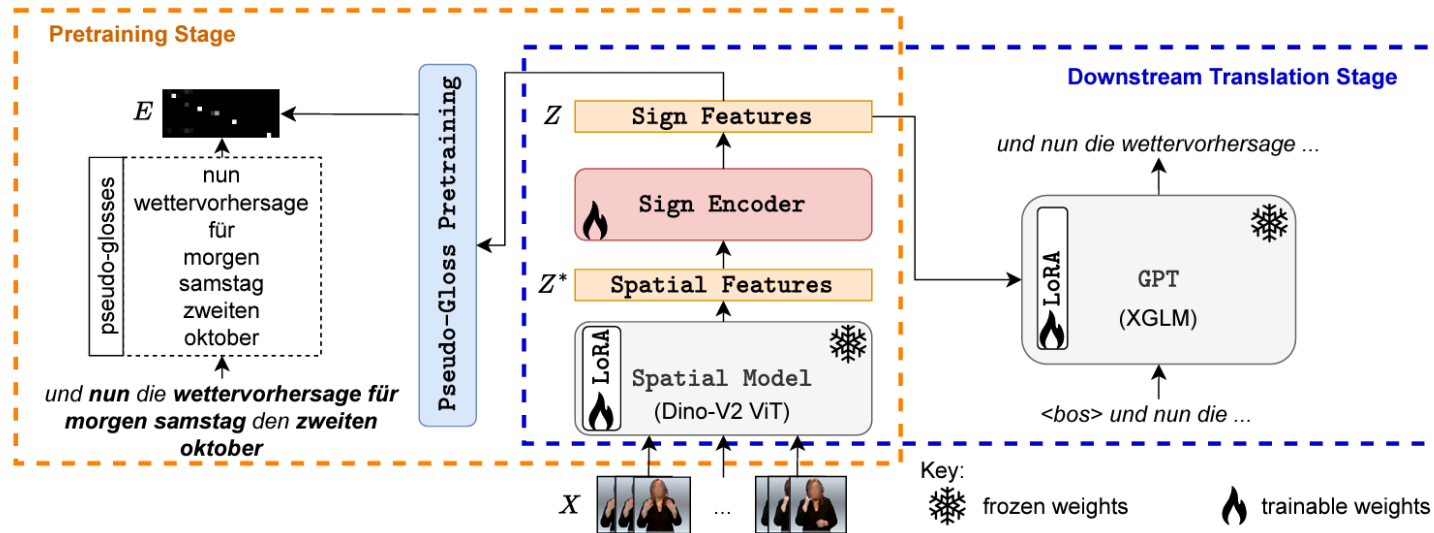 Pretraining Stage
Downstream Translation Stage
E
pseudo-glosses
nun
wettervorhersage
für
morgen
samstag
zweiten
oktober
und nun die wettervorhersage für
morgen samstag den zweiten
oktober
Pseudo-Gloss Pretraining
Z
Sign Features
Sign Encoder
Z*
Spatial Features
LoRA
Spatial Model
(Dino-V2 ViT)
X
...
und nun die wettervorhersage ...
LoRA
GPT
(XGLM)
<bos> und nun die ...
Key:
frozen weights
trainable weights